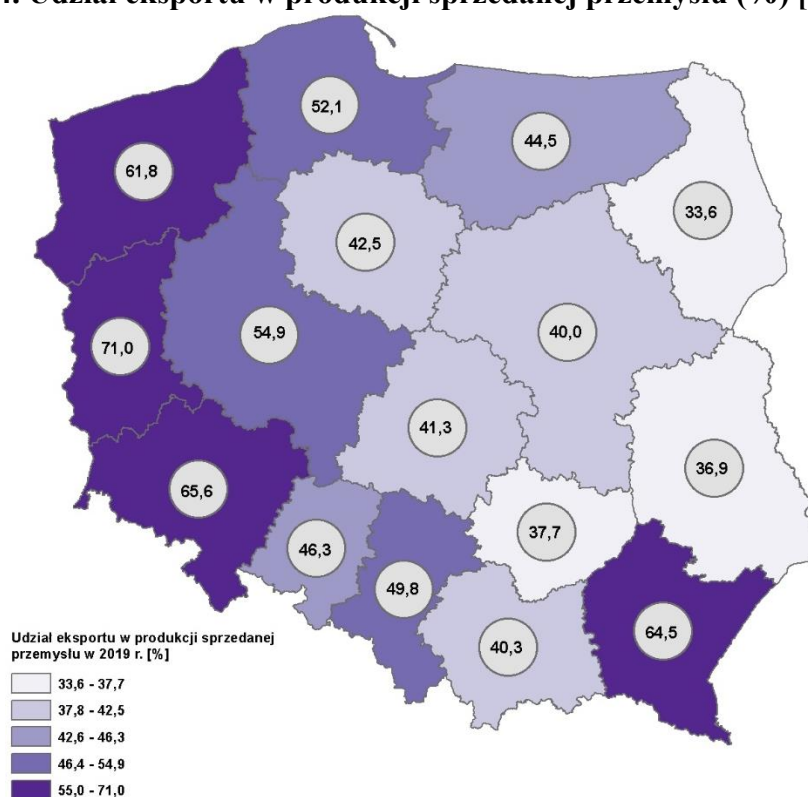 . Udział eksportu w produkcji sprzedanej przemysłu (%) [
52,1
44,5
61,8
33,6
42,5
71,0
54,9
40,0
41,3
36,9
65,6
46,3
37,7
49,8
40,3
64,5
Udział eksportu w produkcji sprzedanej
przemysłu w 2019 r. [%]
33,6 - 37,7
37,8 - 42,5
42,6 - 46,3
46,4 - 54,9
55,0 - 71,0